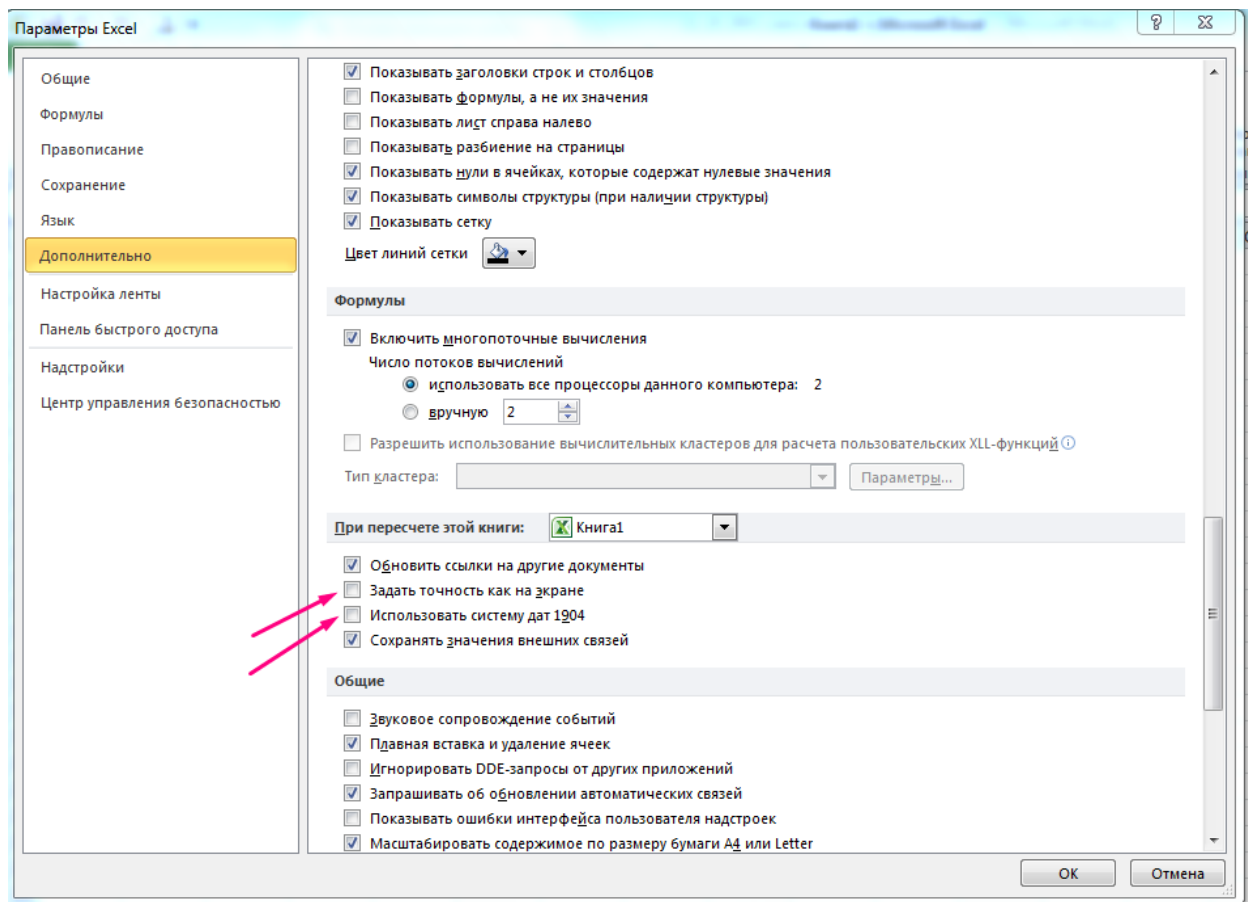 Параметры Excel
Общие
Формулы
Правописание
Сохранение
Язык
Дополнительно
Настройка ленты
Панель быстрого доступа
Надстройки
Центр управления безопасностью
Показывать заголовки строк и столбцов
Показывать формулы, а не их значения
Показывать лист справа налево
Показывать разбиение на страницы
Показывать нули в ячейках, которые содержат нулевые значения
Показывать символы структуры (при наличии структуры)
Показывать сетку
Цвет линий сетки
Формулы
Включить многопоточные вычисления
Число потоков вычислений
использовать все процессоры данного компьютера: 2
вручную 2
Разрешить использование вычислительных кластеров для расчета пользовательских XLL-функций
Тип кластера: Параметры...
При пересчете этой книги: Книга1
Обновить ссылки на другие документы
Задать точность как на экране
Использовать систему дат 1904
Сохранять значения внешних связей
Общие
Звуковое сопровождение событий
Плавная вставка и удаление ячеек
Игнорировать DDE-запросы от других приложений
Запрашивать об обновлении автоматических связей
Показывать ошибки интерфейса пользователя надстроек
Масштабировать содержимое по размеру бумаги A4 или Letter
ОК Отмена